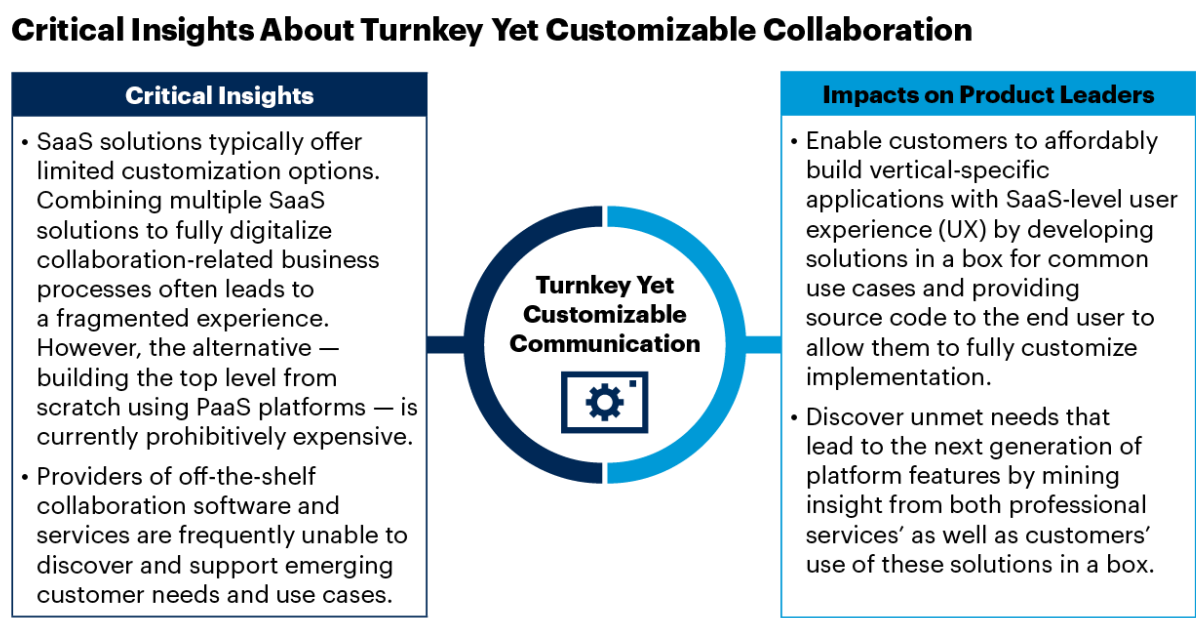 Critical Insights About Turnkey Yet Customizable Collaboration
Critical Insights
• SaaS solutions typically offer
limited customization options.
Combining multiple SaaS
solutions to fully digitalize
collaboration-related business
processes often leads to
a fragmented experience.
However, the alternative —
building the top level from
scratch using PaaS platforms — is
currently prohibitively expensive.
• Providers of off-the-shelf
collaboration software and
services are frequently unable to
discover and support emerging
customer needs and use cases.
Turnkey Yet
Customizable
Communication
Impacts on Product Leaders
• Enable customers to affordably
build vertical-specific
applications with SaaS-level user
experience (UX) by developing
solutions in a box for common
use cases and providing
source code to the end user to
allow them to fully customize
implementation.
• Discover unmet needs that
lead to the next generation of
platform features by mining
insight from both professional
services’ as well as customers’
use of these solutions in a box.